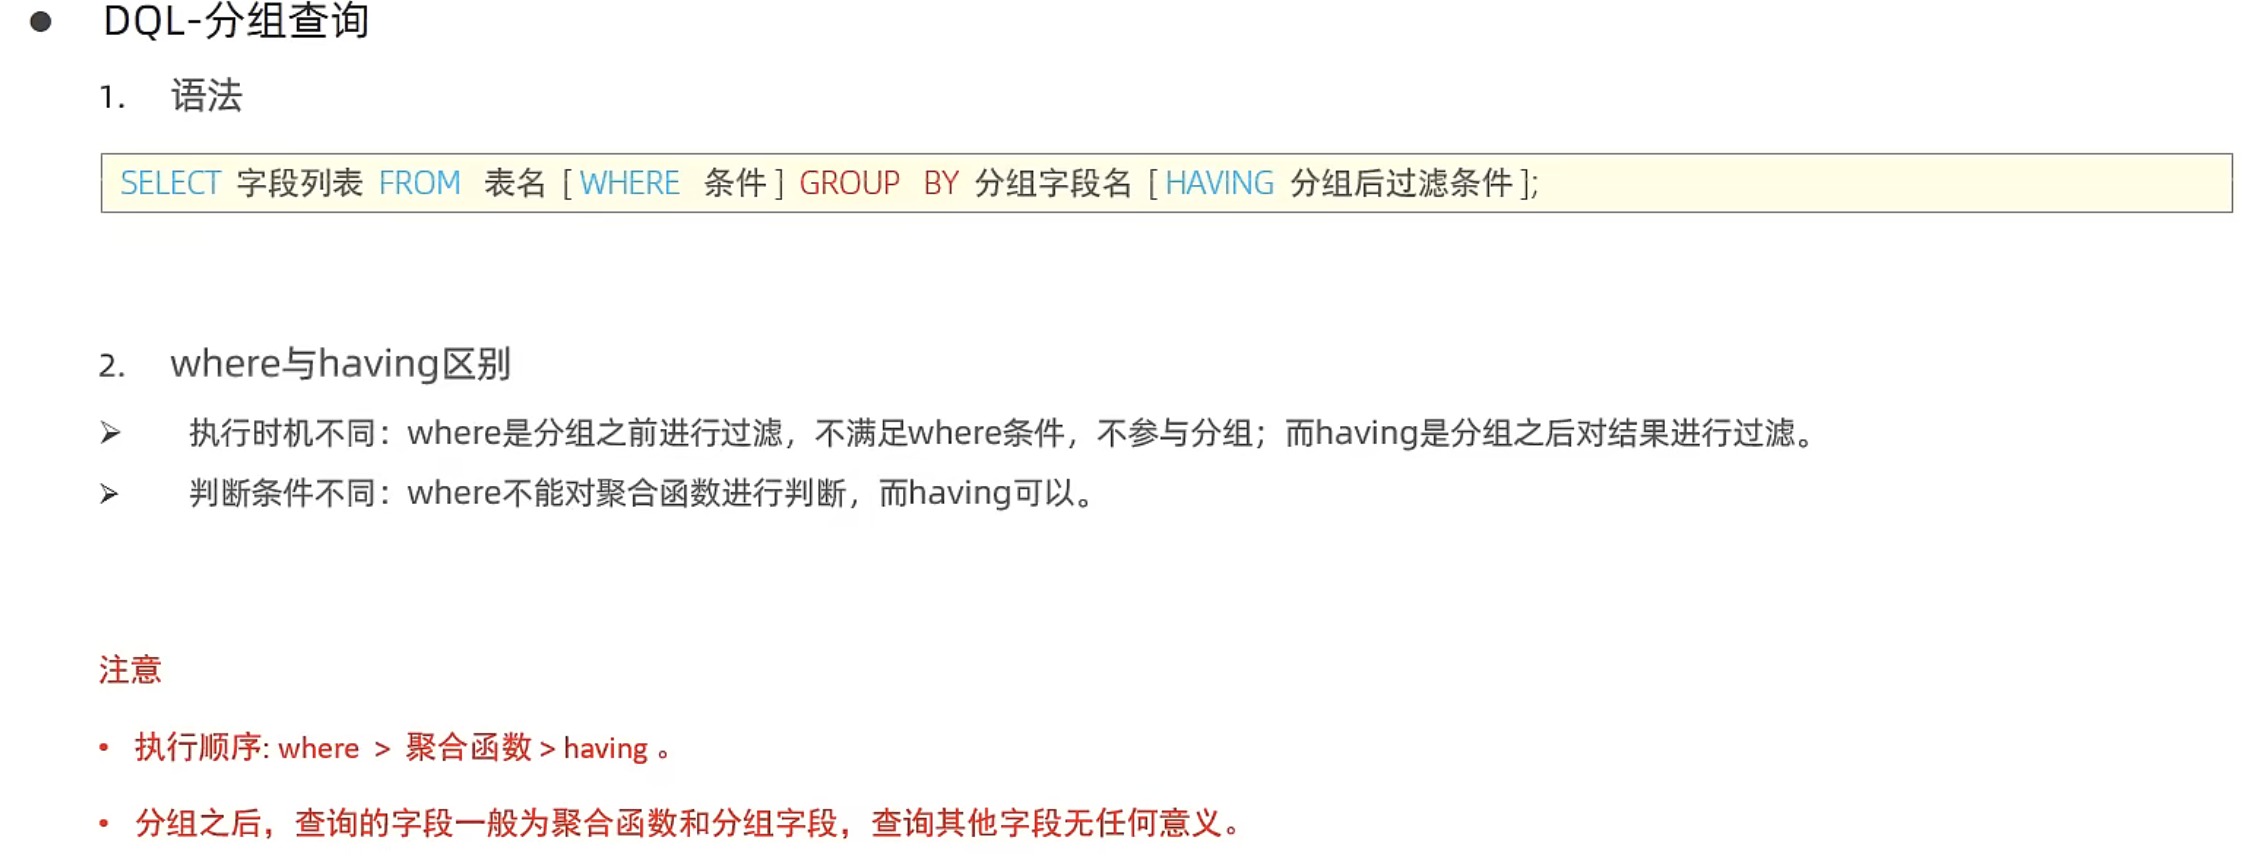 ● DQL-分组查询
1. 语法
SELECT 字段列表 FROM 表名 [ WHERE 条件 ] GROUP BY 分组字段名 [ HAVING 分组后过滤条件 ];
2. where与having区别
➢ 执行时机不同：where是分组之前进行过滤，不满足where条件，不参与分组；而having是分组之后对结果进行过滤。
➢ 判断条件不同：where不能对聚合函数进行判断，而having可以。
注意
• 执行顺序: where > 聚合函数 > having 。
• 分组之后，查询的字段一般为聚合函数和分组字段，查询其他字段无任何意义。